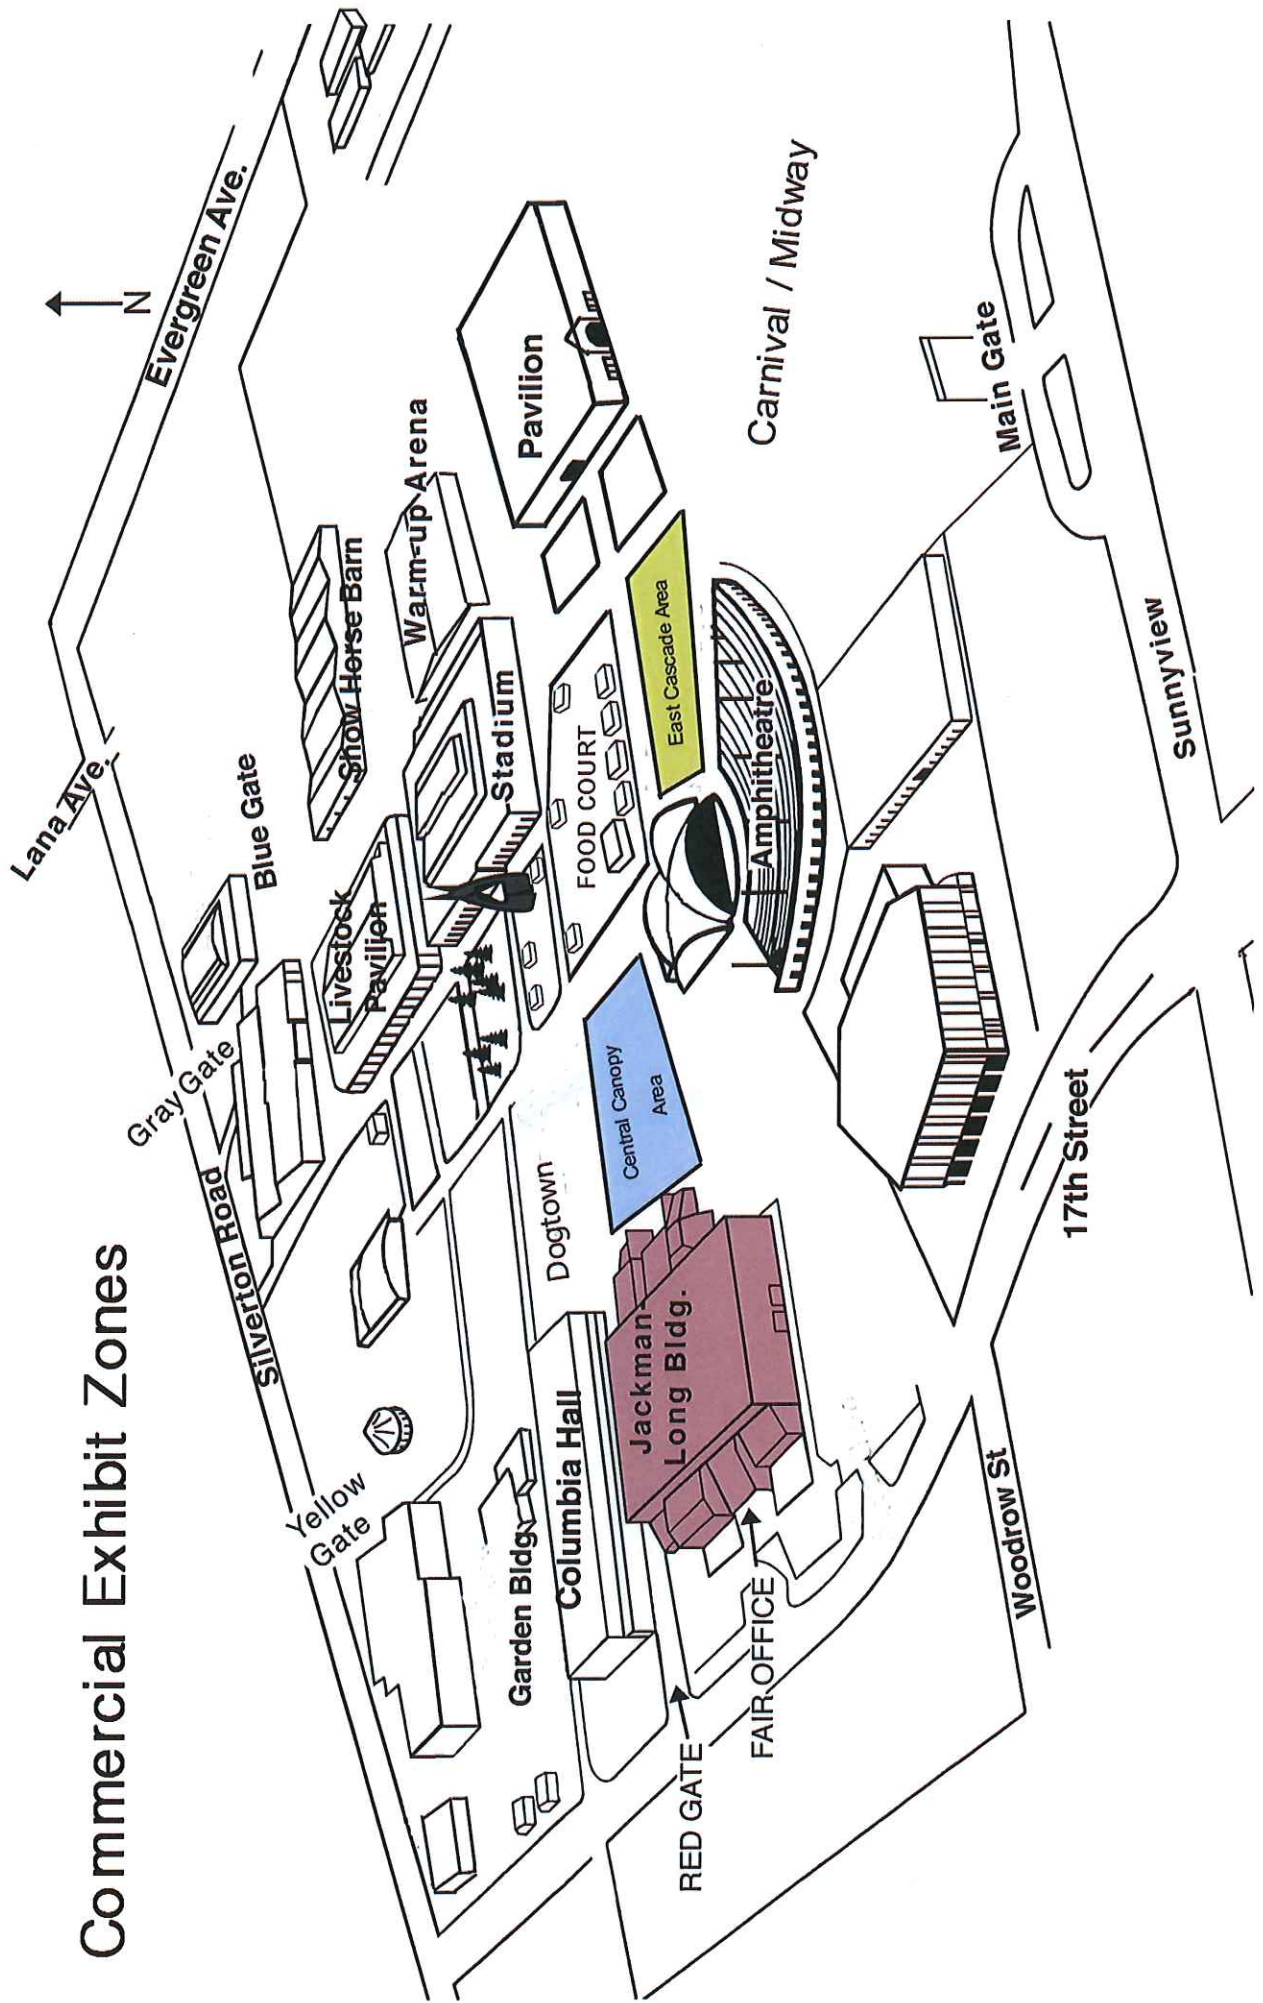 Commercial Exhibit Zones
N
Lana Ave.
Evergreen Ave.
Blue Gate
Gray Gate
Silverton Road
Yellow
Gate
Show Horse Barn
Warm-up Arena
Livestock
Pavilion
Stadium
Pavilion
FOOD COURT
Dogtown
Garden Bldg.
Columbia Hall
Central Canopy
Area
East Cascade Area
Jackman-
Long Bldg.
Amphitheatre
Carnival / Midway
RED GATE
FAIR OFFICE
Main Gate
17th Street
Woodrow St
Sunnyview